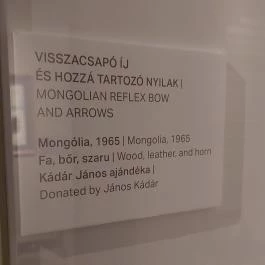 VISSZACSAPÓ ÍJ
ÉS HOZZÁ TARTOZÓ NYILAK |
MONGOLIAN REFLEX BOW
AND ARROWS
Mongólia, 1965 | Mongolia, 1965
Fa, bőr, szaru | Wood, leather, and horn
Kádár János ajándéka |
Donated by János Kádár